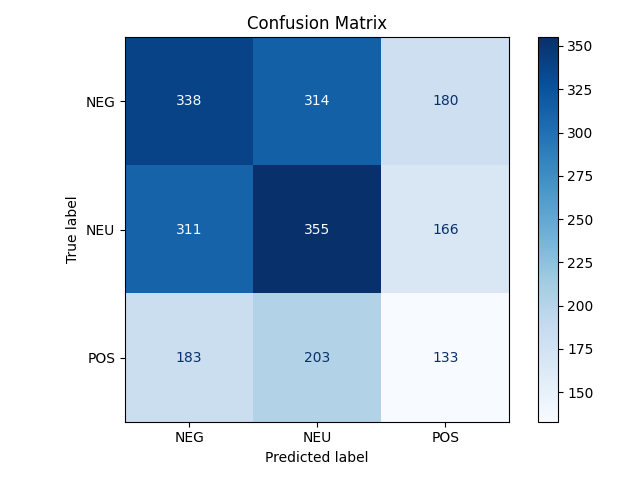 Confusion Matrix
True label
NEG 338 314 180
NEU 311 355 166
POS 183 203 133
NEG NEU POS
Predicted label
350
325
300
275
250
225
200
175
150